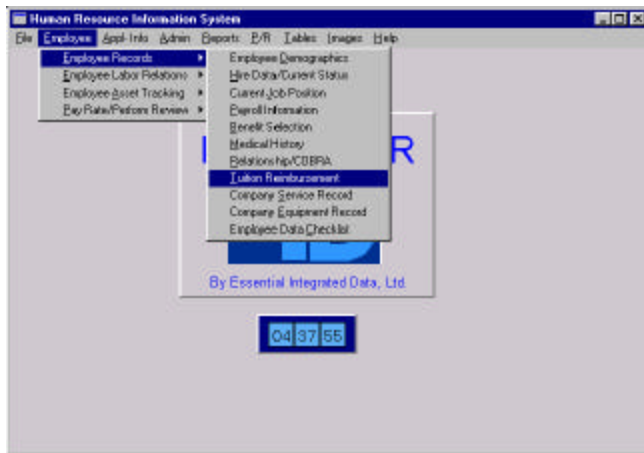 Human Resource Information System
File Employee Appl-Info Admin Reports P/R Tables Images Help
Employee Records
Employee Labor Relations
Employee Asset Tracking
Pay Rate/Perform Review
Employee Demographics
Hire Data/Current Status
Current Job Position
Payroll Information
Benefit Selection
Medical History
Relationship/COBRA
Tuition Reimbursement
Company Service Record
Company Equipment Record
Employee Data Checklist
R
By Essential Integrated Data, Ltd.
04 37 55